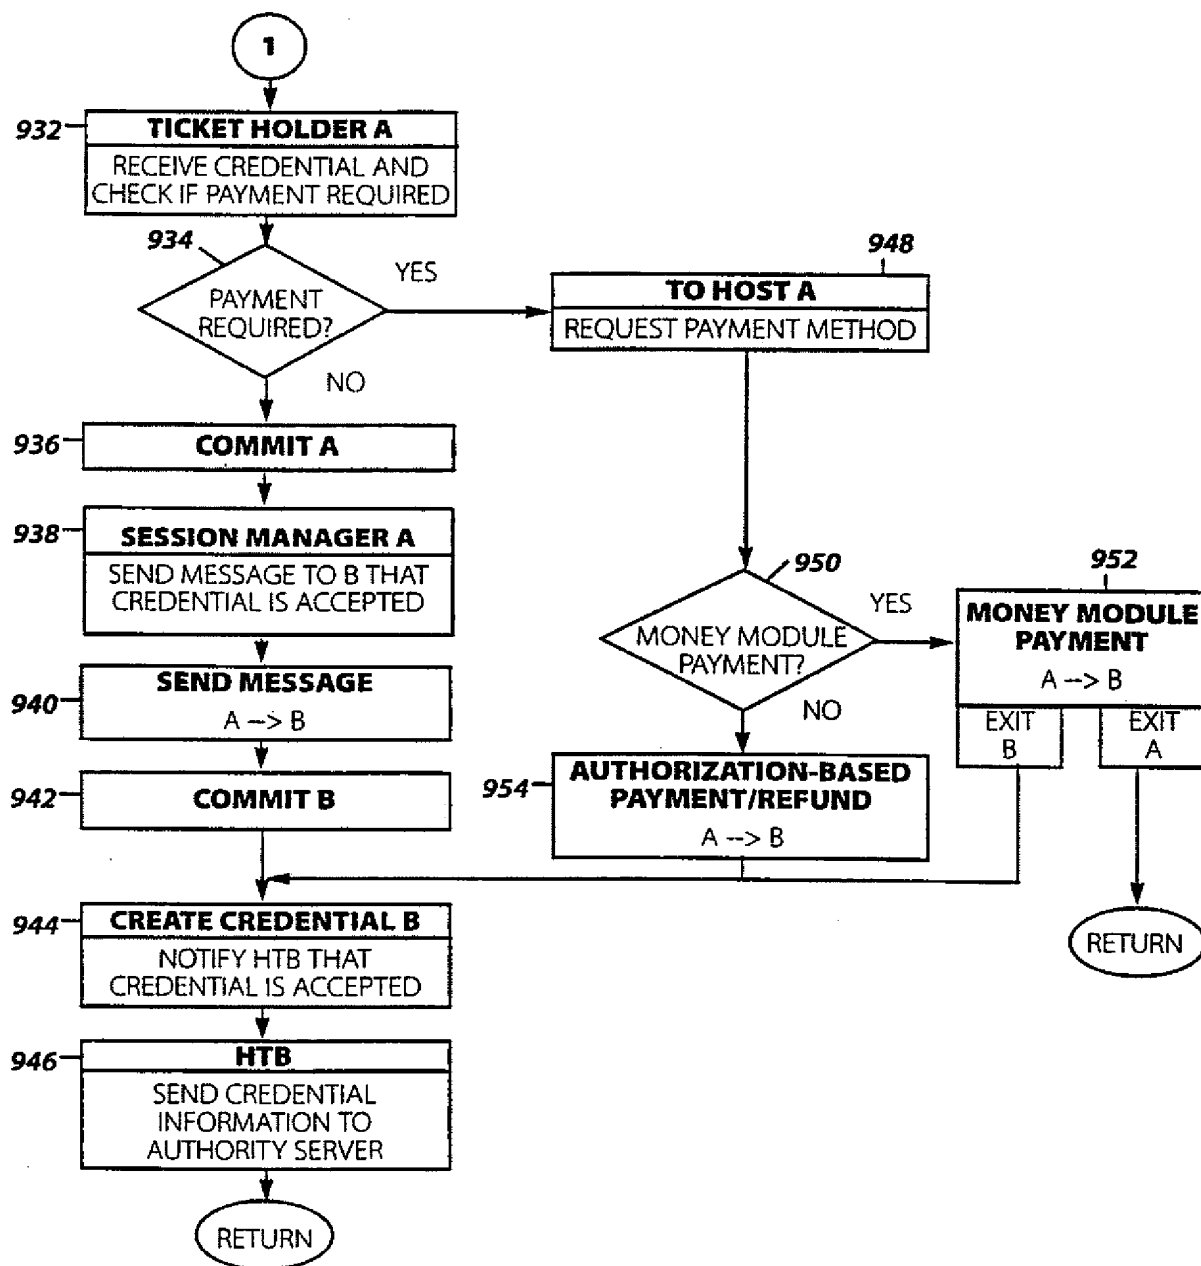 1
932
TICKET HOLDER A
RECEIVE CREDENTIAL AND
CHECK IF PAYMENT REQUIRED
934
PAYMENT
REQUIRED?
YES
NO
948
TO HOST A
REQUEST PAYMENT METHOD
936
COMMIT A
938
SESSION MANAGER A
SEND MESSAGE TO B THAT
CREDENTIAL IS ACCEPTED
940
SEND MESSAGE
A --> B
942
COMMIT B
950
MONEY MODULE
PAYMENT?
YES
NO
952
MONEY MODULE
PAYMENT
A --> B
EXIT
B
EXIT
A
RETURN
954
AUTHORIZATION-BASED
PAYMENT/REFUND
A --> B
944
CREATE CREDENTIAL B
NOTIFY HTB THAT
CREDENTIAL IS ACCEPTED
946
HTB
SEND CREDENTIAL
INFORMATION TO
AUTHORITY SERVER
RETURN